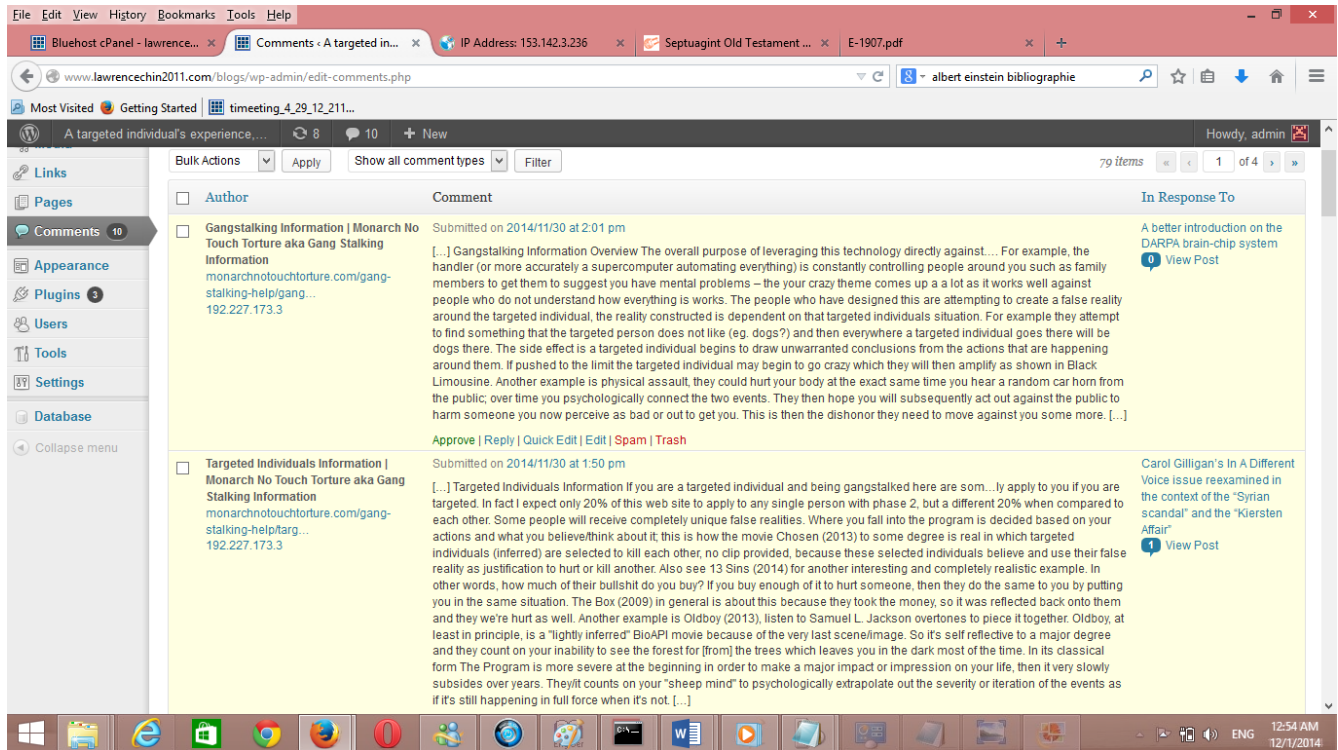 File Edit View History Bookmarks Tools Help
Bluehost cPanel - lawrence... × Comments ‹ A targeted in... × IP Address: 153.142.3.236 × Septuagint Old Testament ... × E-1907.pdf × +
www.lawrencechin2011.com/blogs/wp-admin/edit-comments.php albert einstein bibliographie
Most Visited Getting Started timeeting_4_29_12_211...
A targeted individual's experience,... 8 10 + New Howdy, admin
Links
Pages
Comments 10
Appearance
Plugins 3
Users
Tools
Settings
Database
Collapse menu
Bulk Actions Apply Show all comment types Filter 79 items « ‹ 1 of 4 › »
Author Comment In Response To
Gangstalking Information | Monarch No
Touch Torture aka Gang Stalking
Information
monarchnotouchtorture.com/gang-
stalking-help/gang...
192.227.173.3
Submitted on 2014/11/30 at 2:01 pm
[…] Gangstalking Information Overview The overall purpose of leveraging this technology directly against…. For example, the
handler (or more accurately a supercomputer automating everything) is constantly controlling people around you such as family
members to get them to suggest you have mental problems – the your crazy theme comes up a a lot as it works well against
people who do not understand how everything is works. The people who have designed this are attempting to create a false reality
around the targeted individual, the reality constructed is dependent on that targeted individuals situation. For example they attempt
to find something that the targeted person does not like (eg. dogs?) and then everywhere a targeted individual goes there will be
dogs there. The side effect is a targeted individual begins to draw unwarranted conclusions from the actions that are happening
around them. If pushed to the limit the targeted individual may begin to go crazy which they will then amplify as shown in Black
Limousine. Another example is physical assault, they could hurt your body at the exact same time you hear a random car horn from
the public; over time you psychologically connect the two events. They then hope you will subsequently act out against the public to
harm someone you now perceive as bad or out to get you. This is then the dishonor they need to move against you some more. […]
Approve | Reply | Quick Edit | Edit | Spam | Trash
A better introduction on the
DARPA brain-chip system
0 View Post
Targeted Individuals Information |
Monarch No Touch Torture aka Gang
Stalking Information
monarchnotouchtorture.com/gang-
stalking-help/targ...
192.227.173.3
Submitted on 2014/11/30 at 1:50 pm
[…] Targeted Individuals Information If you are a targeted individual and being gangstalked here are som…ly apply to you if you are
targeted. In fact I expect only 20% of this web site to apply to any single person with phase 2, but a different 20% when compared to
each other. Some people will receive completely unique false realities. Where you fall into the program is decided based on your
actions and what you believe/think about it; this is how the movie Chosen (2013) to some degree is real in which targeted
individuals (inferred) are selected to kill each other, no clip provided, because these selected individuals believe and use their false
reality as justification to hurt or kill another. Also see 13 Sins (2014) for another interesting and completely realistic example. In
other words, how much of their bullshit do you buy? If you buy enough of it to hurt someone, then they do the same to you by putting
you in the same situation. The Box (2009) in general is about this because they took the money, so it was reflected back onto them
and they we're hurt as well. Another example is Oldboy (2013), listen to Samuel L. Jackson overtones to piece it together. Oldboy, at
least in principle, is a "lightly inferred" BioAPI movie because of the very last scene/image. So it's self reflective to a major degree
and they count on your inability to see the forest for [from] the trees which leaves you in the dark most of the time. In its classical
form The Program is more severe at the beginning in order to make a major impact or impression on your life, then it very slowly
subsides over years. They/it counts on your "sheep mind" to psychologically extrapolate out the severity or iteration of the events as
if it's still happening in full force when it's not. […]
Carol Gilligan's In A Different
Voice issue reexamined in
the context of the "Syrian
scandal" and the "Kiersten
Affair"
1 View Post
ENG 12:54 AM
12/1/2014